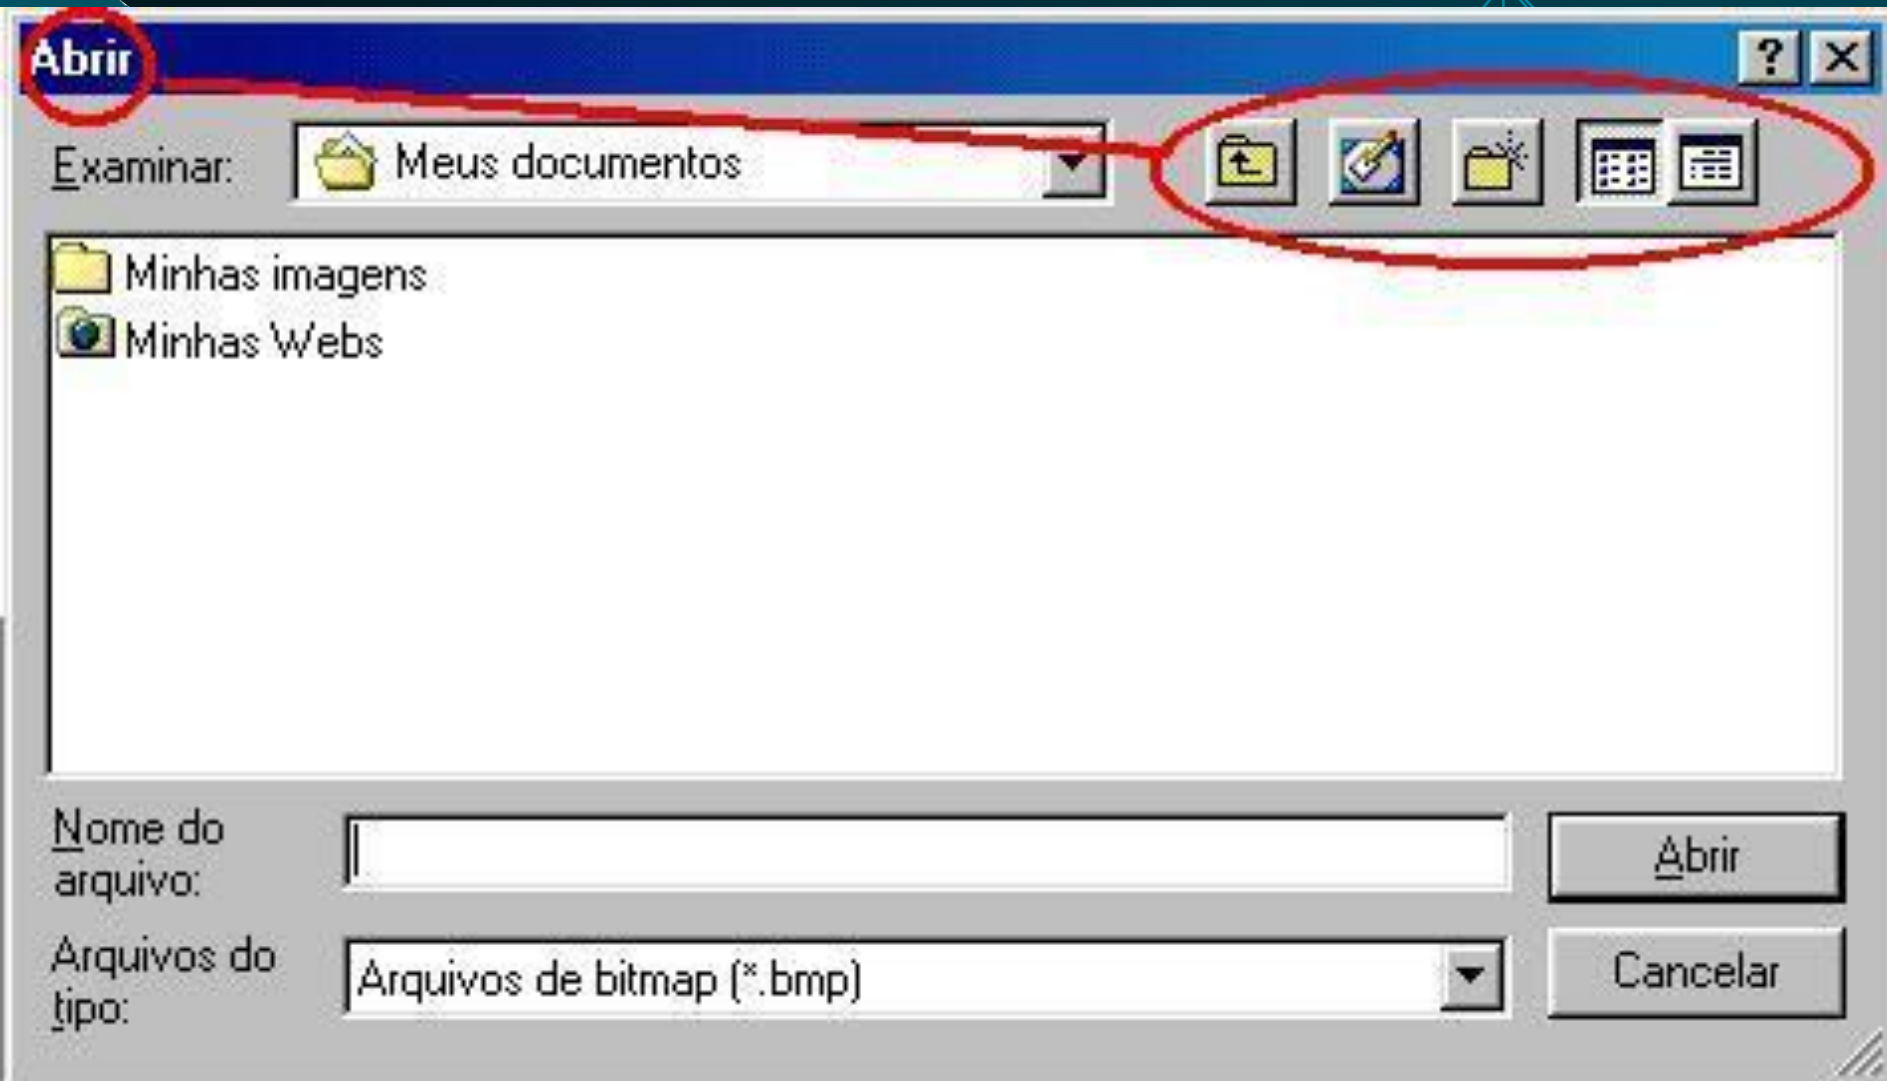 Abrir
Examinar: Meus documentos
Minhas imagens
Minhas Webs
Nome do
arquivo:
Abrir
Arquivos do
tipo:
Arquivos de bitmap (*.bmp)
Cancelar